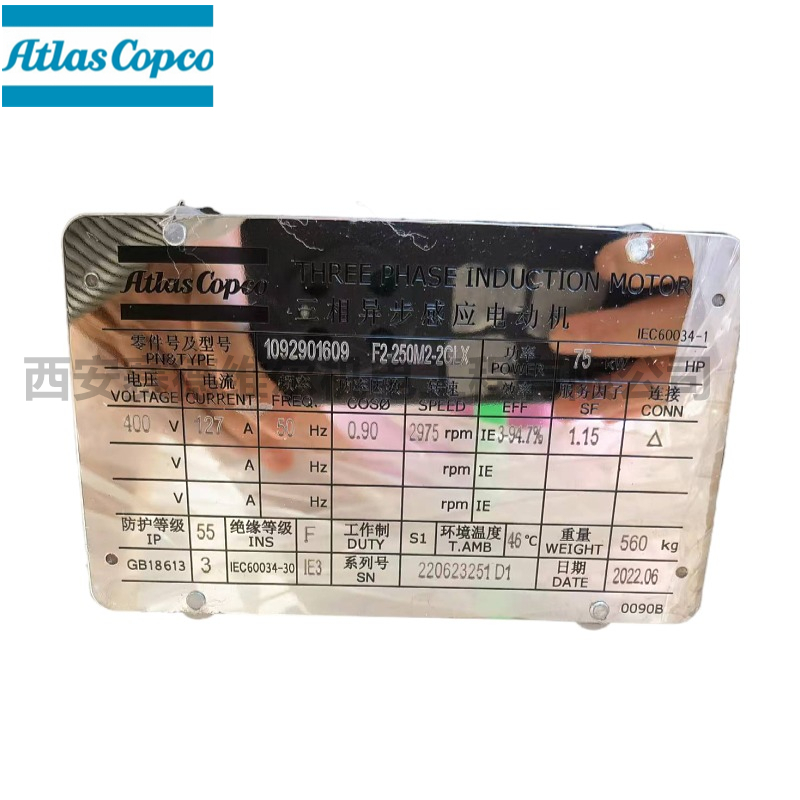 Atlas Copco
Atlas Copco THREE PHASE INDUCTION MOTOR
三相异步感应电动机
IEC60034-1
零件号及型号 PN&TYPE 1092901609 F2-250M2-2GLX 功率 POWER 75 kW HP
电压 电流 频率 功率因数 转速 效率 服务因子 连接
VOLTAGE CURRENT FREQ. COSØ SPEED EFF SF CONN
400 V 127 A 50 Hz 0.90 2975 rpm IE 3-94.7% 1.15 △
V A Hz rpm IE
V A Hz rpm IE
防护等级 IP 55 绝缘等级 INS F 工作制 DUTY S1 环境温度 T.AMB 46 ℃ 重量 WEIGHT 560 kg
GB18613 3 IEC60034-30 IE3 系列号 SN 220623251 D1 日期 DATE 2022.06
0090B